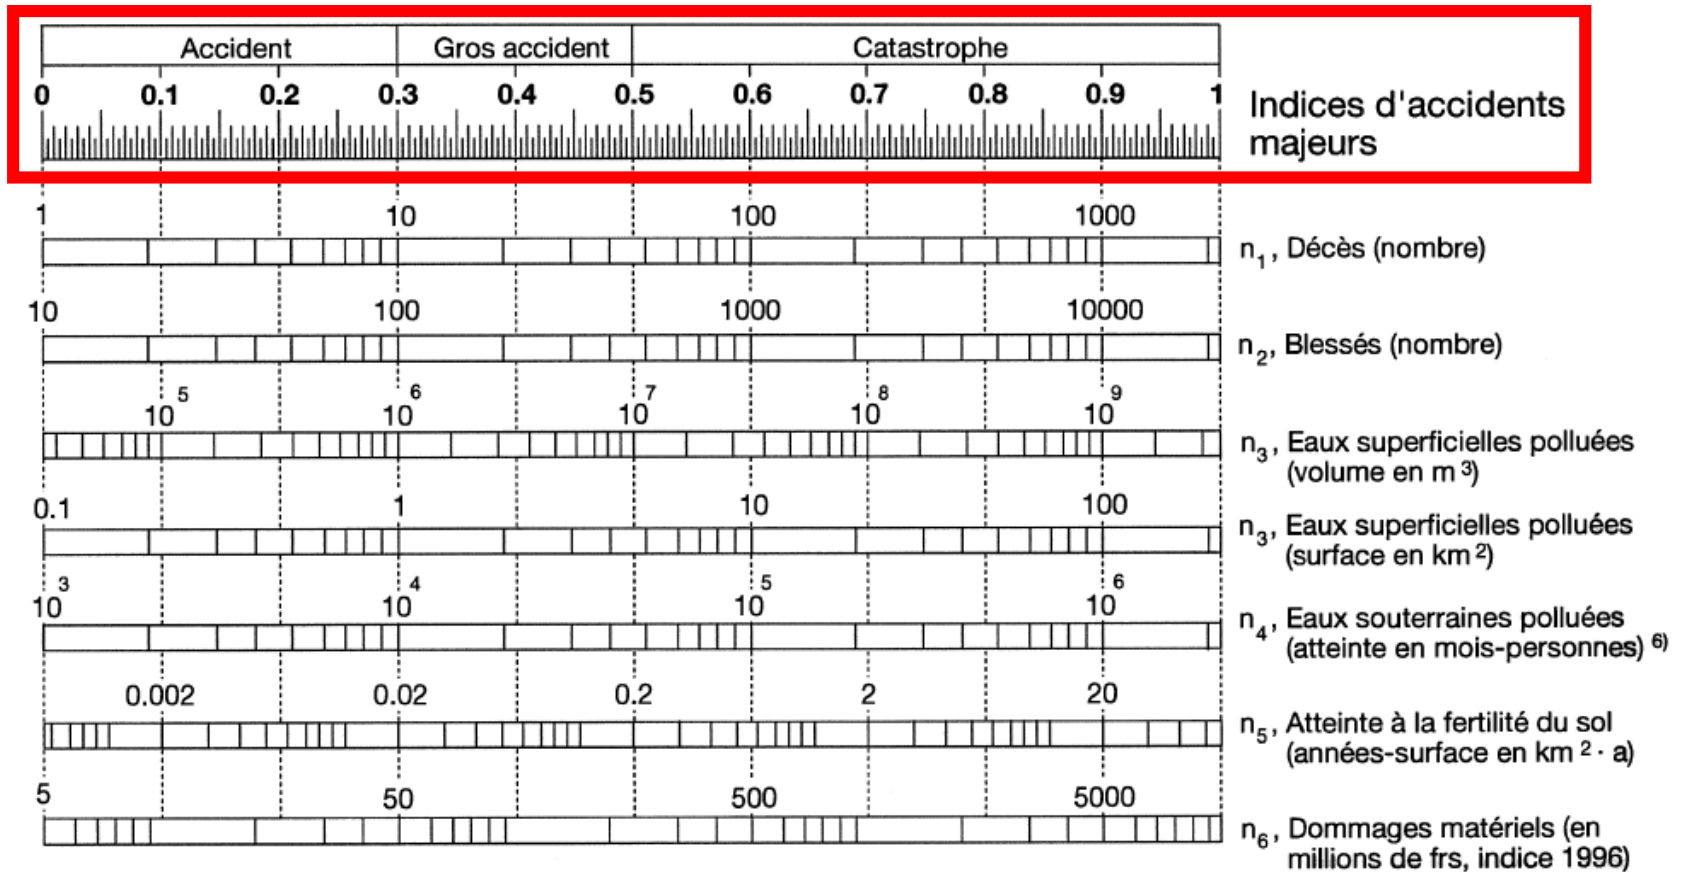 Accident Gros accident Catastrophe
0 0.1 0.2 0.3 0.4 0.5 0.6 0.7 0.8 0.9 1
Indices d'accidents
majeurs
1 10 100 1000
n1, Décès (nombre)
10 100 1000 10000
n2, Blessés (nombre)
10^5 10^6 10^7 10^8 10^9
n3, Eaux superficielles polluées
(volume en m³)
0.1 1 10 100
n3, Eaux superficielles polluées
(surface en km²)
10^3 10^4 10^5 10^6
n4, Eaux souterraines polluées
(atteinte en mois-personnes) 6)
0.002 0.02 0.2 2 20
n5, Atteinte à la fertilité du sol
(années-surface en km² · a)
5 50 500 5000
n6, Dommages matériels (en
millions de frs, indice 1996)